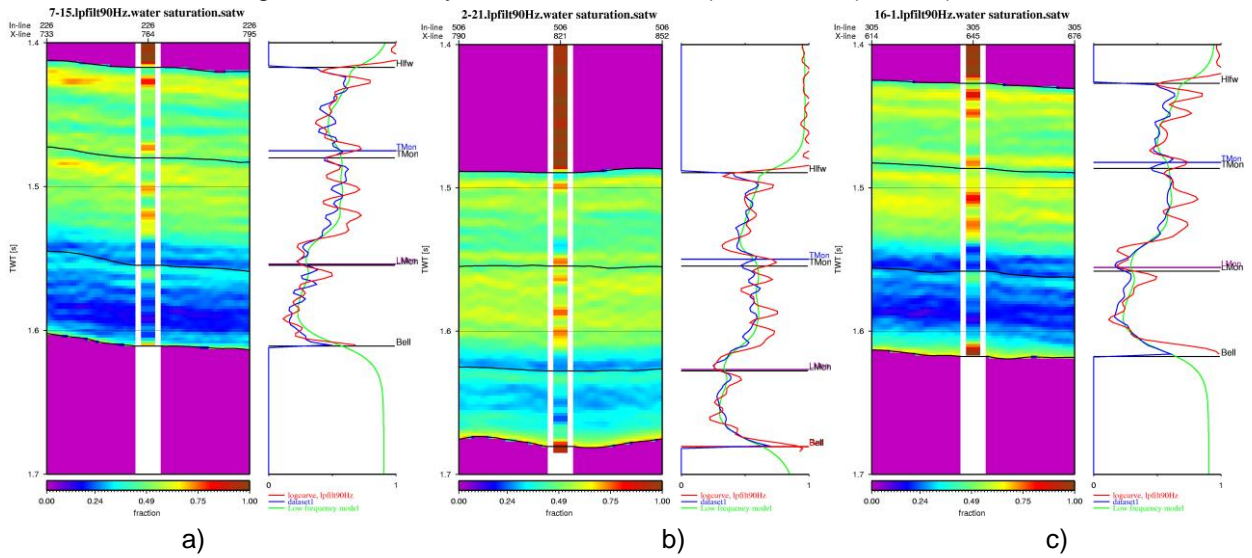 7-15.lpfilt90Hz.water saturation.satw
226 226 226
In-line
X-line
733 764 795
1.4
1.5
1.6
1.7
TWT [s]
Hlfw
TMon
TMon
LMon
Bell
0.00 0.24 0.49 0.75 1.00
fraction
0 1
logcurve, lpfilt90Hz
dataset1
Low frequency model
a)
2-21.lpfilt90Hz.water saturation.satw
506 506 506
In-line
X-line
790 821 852
1.4
1.5
1.6
1.7
TWT [s]
Hlfw
TMon
TMon
LMon
Bell
0.00 0.24 0.49 0.75 1.00
fraction
0 1
logcurve, lpfilt90Hz
dataset1
Low frequency model
b)
16-1.lpfilt90Hz.water saturation.satw
305 305 305
In-line
X-line
614 645 676
1.4
1.5
1.6
1.7
TWT [s]
Hlfw
TMon
TMon
LMon
LMon
Bell
0.00 0.24 0.49 0.75 1.00
fraction
0 1
logcurve, lpfilt90Hz
dataset1
Low frequency model
c)